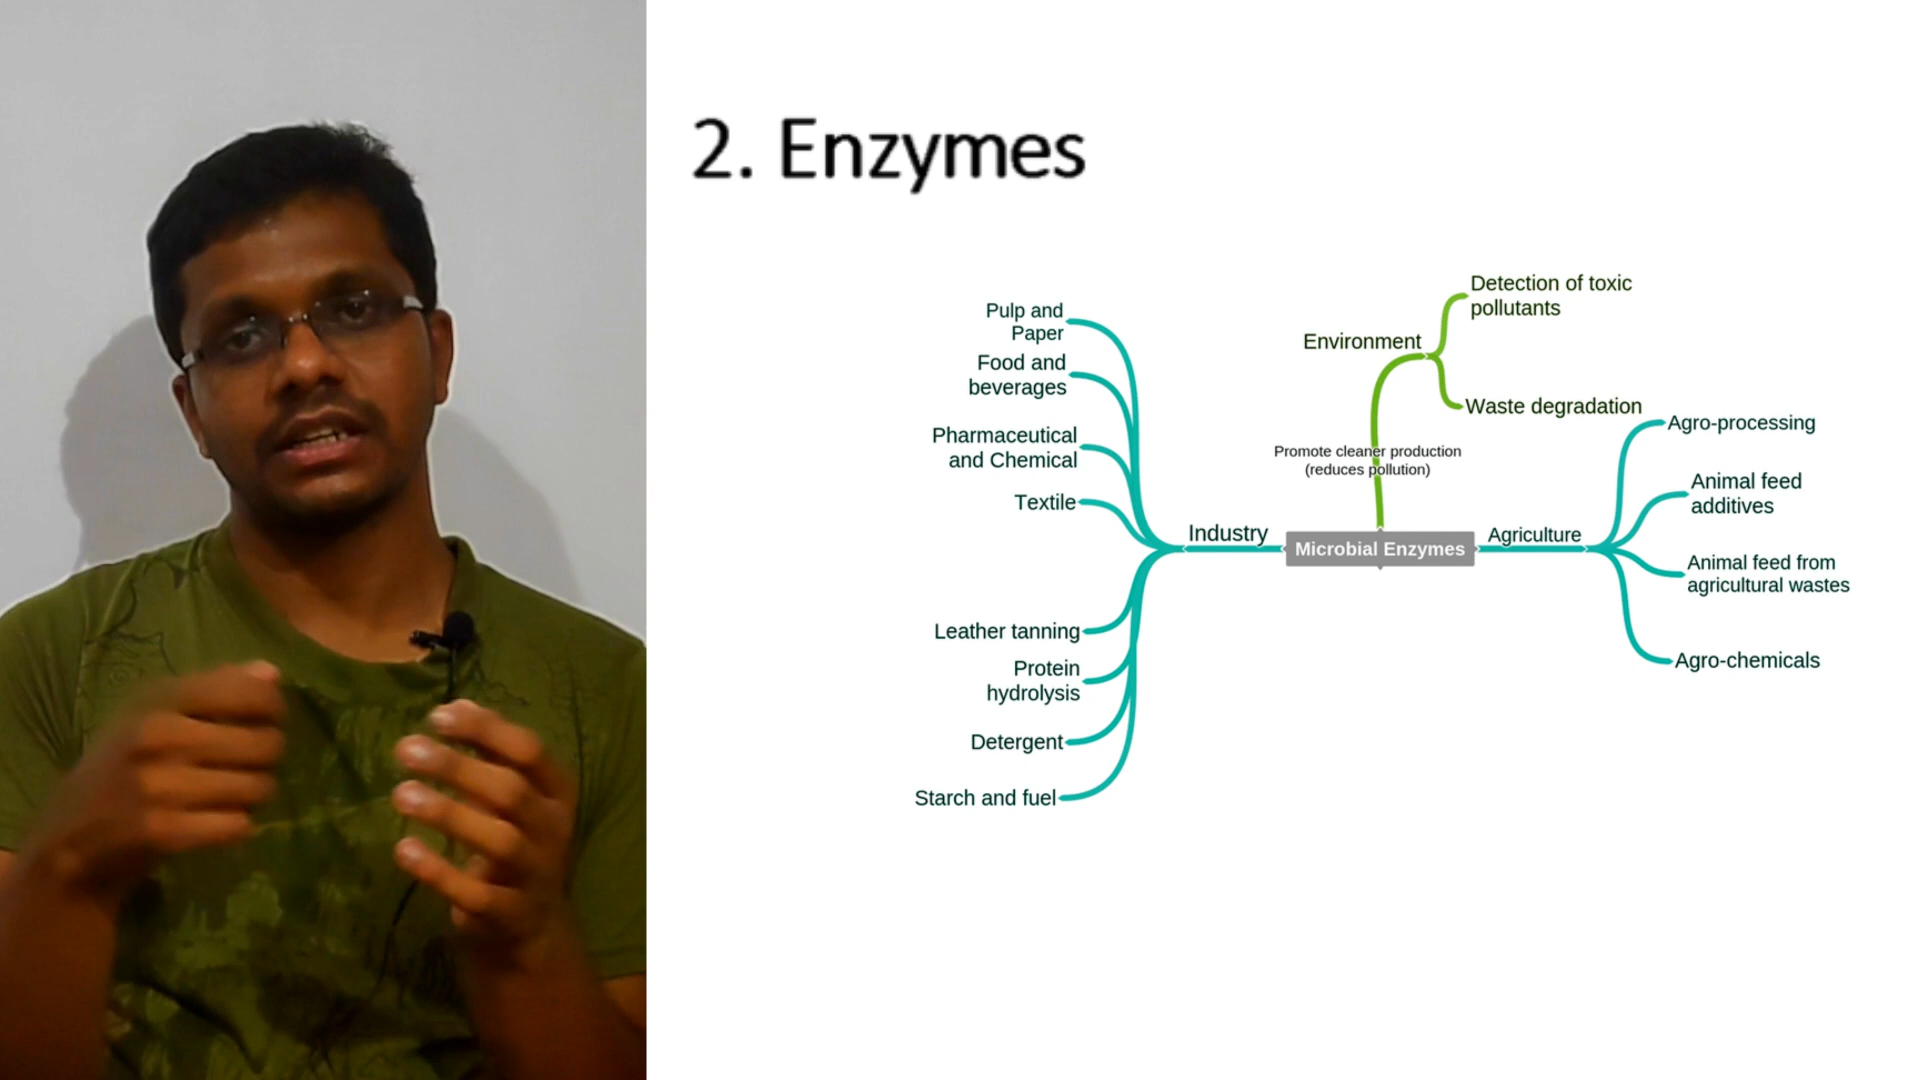 2. Enzymes
Pulp and
Paper
Food and
beverages
Pharmaceutical
and Chemical
Textile
Leather tanning
Protein
hydrolysis
Detergent
Starch and fuel
Industry
Microbial Enzymes
Promote cleaner production
(reduces pollution)
Environment
Detection of toxic
pollutants
Waste degradation
Agriculture
Agro-processing
Animal feed
additives
Animal feed from
agricultural wastes
Agro-chemicals